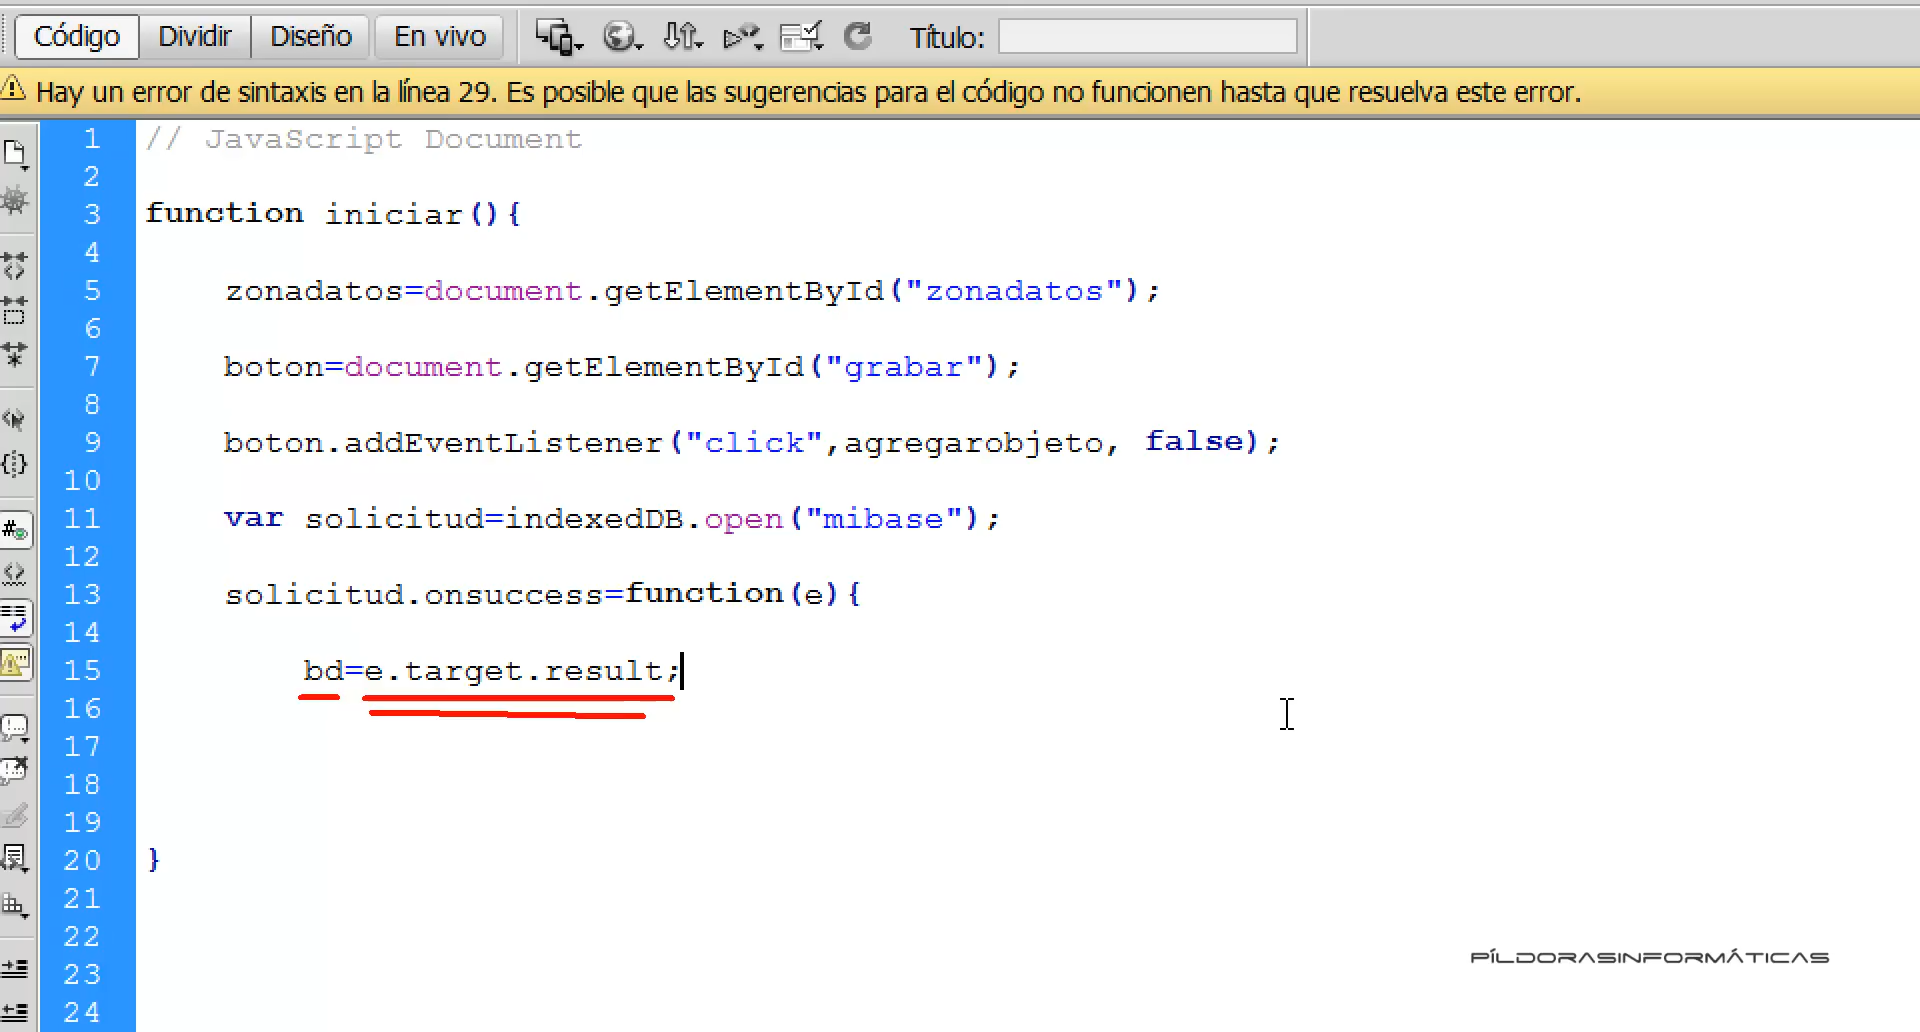 Código Dividir Diseño En vivo Título:
Hay un error de sintaxis en la línea 29. Es posible que las sugerencias para el código no funcionen hasta que resuelva este error.
1 // JavaScript Document
2
3 function iniciar(){
4
5 zonadatos=document.getElementById("zonadatos");
6
7 boton=document.getElementById("grabar");
8
9 boton.addEventListener("click",agregarobjeto, false);
10
11 var solicitud=indexedDB.open("mibase");
12
13 solicitud.onsuccess=function(e){
14
15 bd=e.target.result;
16
17
18
19
20 }
21
22
23
24
PÍLDORASINFORMÁTICAS